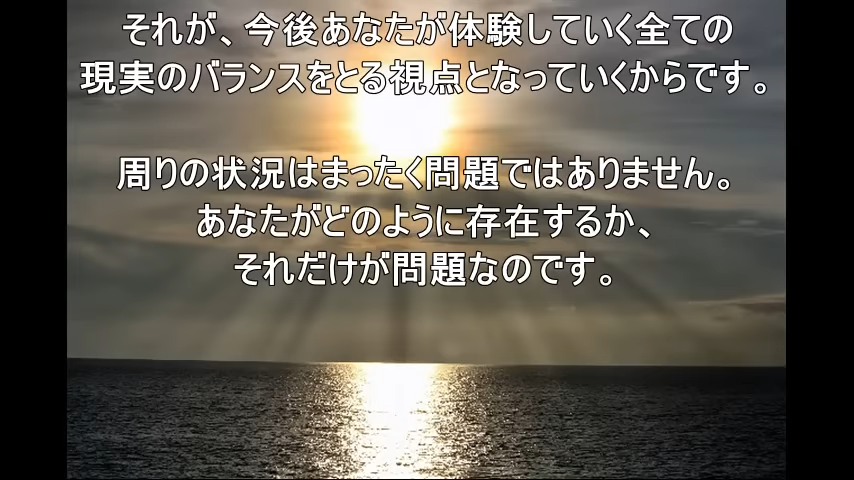 それが、今後あなたが体験していく全ての
現実のバランスをとる視点となっていくからです。
周りの状況はまったく問題ではありません。
あなたがどのように存在するか、
それだけが問題なのです。